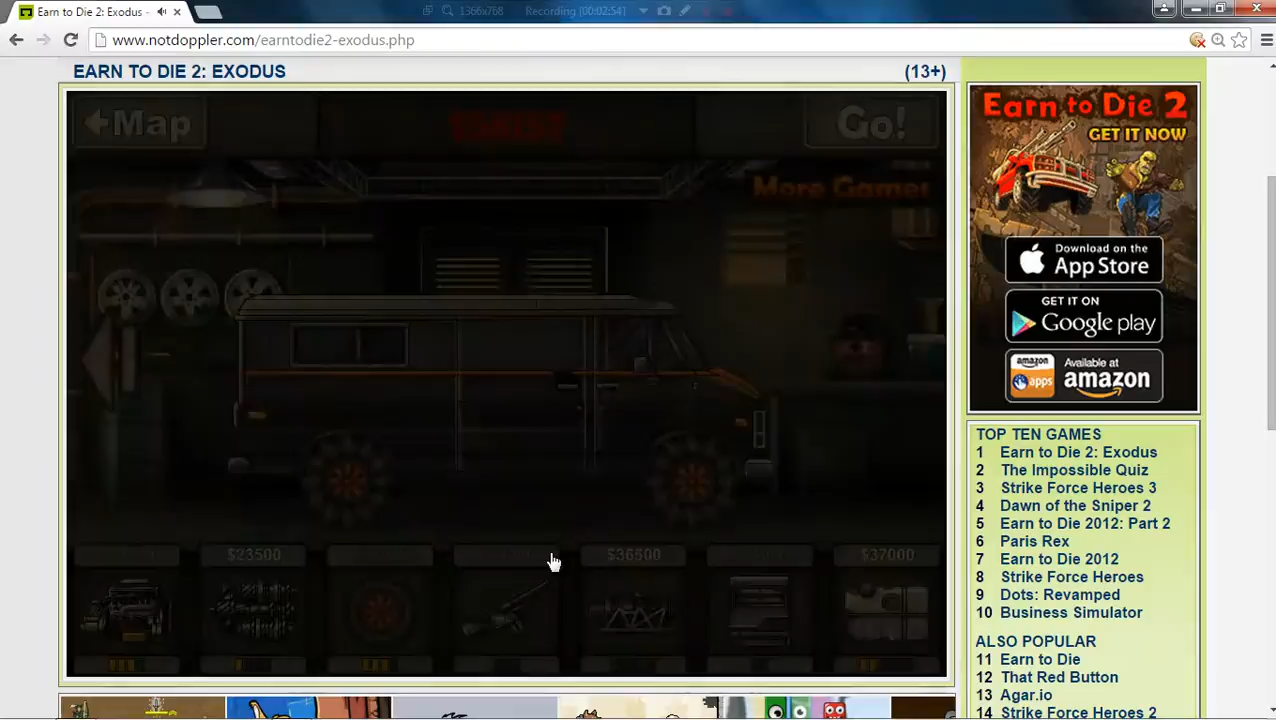 Earn to Die 2: Exodus -
1366x768
Recording [00:02:54]
www.notdoppler.com/earntodie2-exodus.php
EARN TO DIE 2: EXODUS
(13+)
Map
Go!
More Games
$23500
$36500
$37000
Earn to Die 2
GET IT NOW
Download on the
App Store
GET IT ON
Google play
amazon
apps
Available at
amazon
TOP TEN GAMES
1 Earn to Die 2: Exodus
2 The Impossible Quiz
3 Strike Force Heroes 3
4 Dawn of the Sniper 2
5 Earn to Die 2012: Part 2
6 Paris Rex
7 Earn to Die 2012
8 Strike Force Heroes
9 Dots: Revamped
10 Business Simulator
ALSO POPULAR
11 Earn to Die
12 That Red Button
13 Agar.io
14 Strike Force Heroes 2